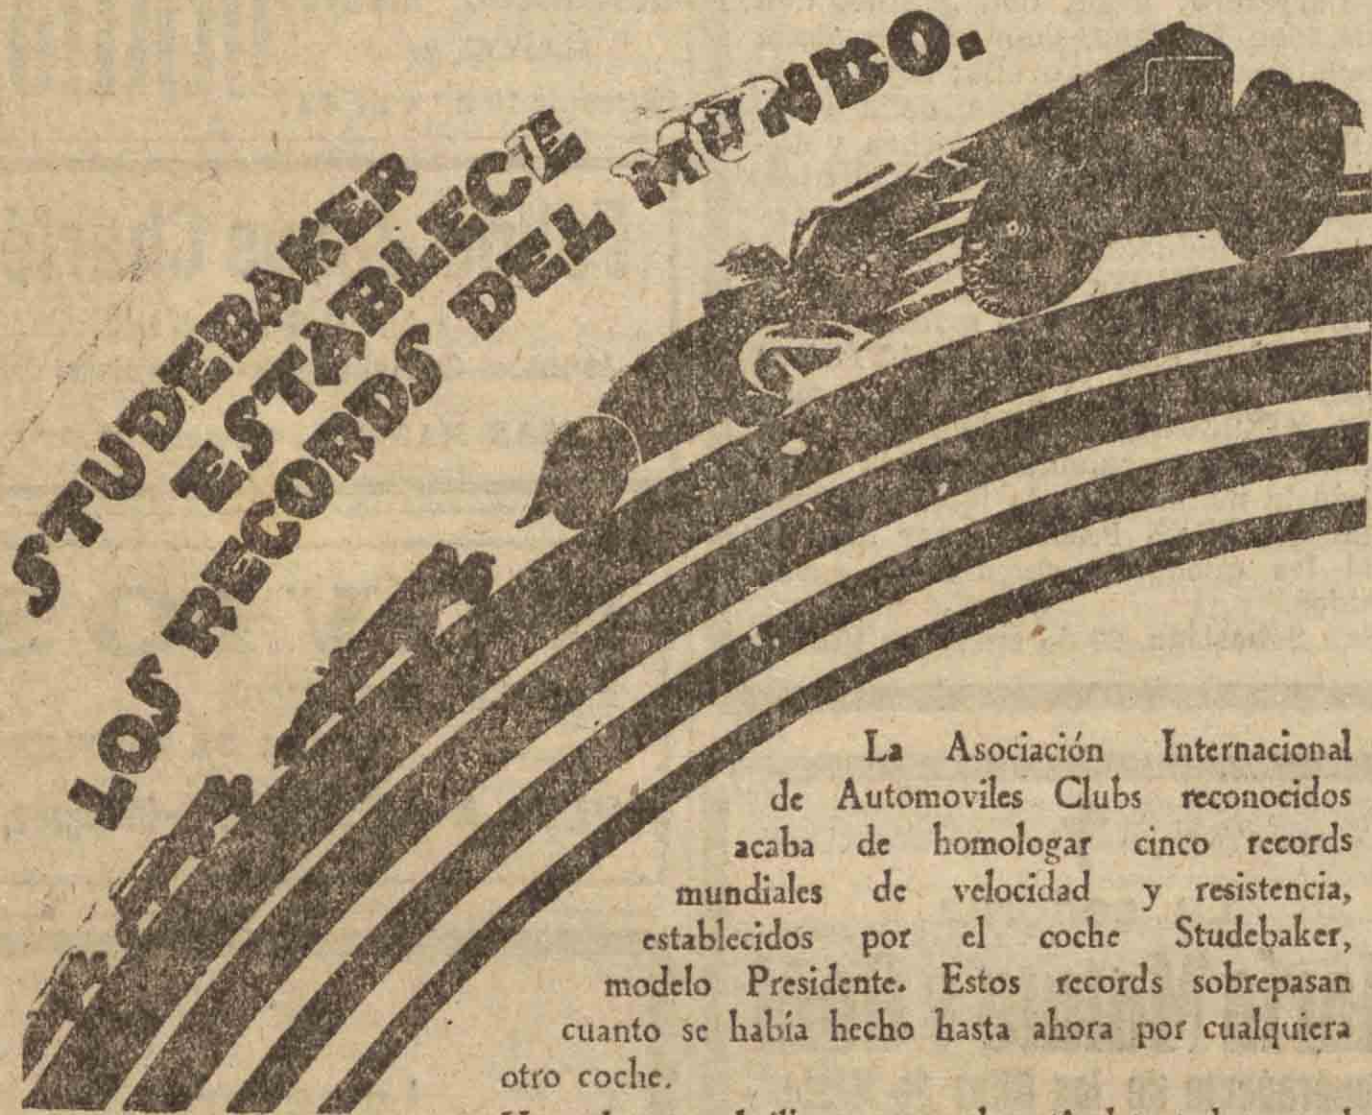 STUDEBAKER
ESTABLECE
LOS RECORDS DEL MUNDO.
La Asociación Internacional
de Automoviles Clubs reconocidos
acaba de homologar cinco records
mundiales de velocidad y resistencia,
establecidos por el coche Studebaker,
modelo Presidente. Estos records sobrepasan
cuanto se había hecho hasta ahora por cualquiera
otro coche.